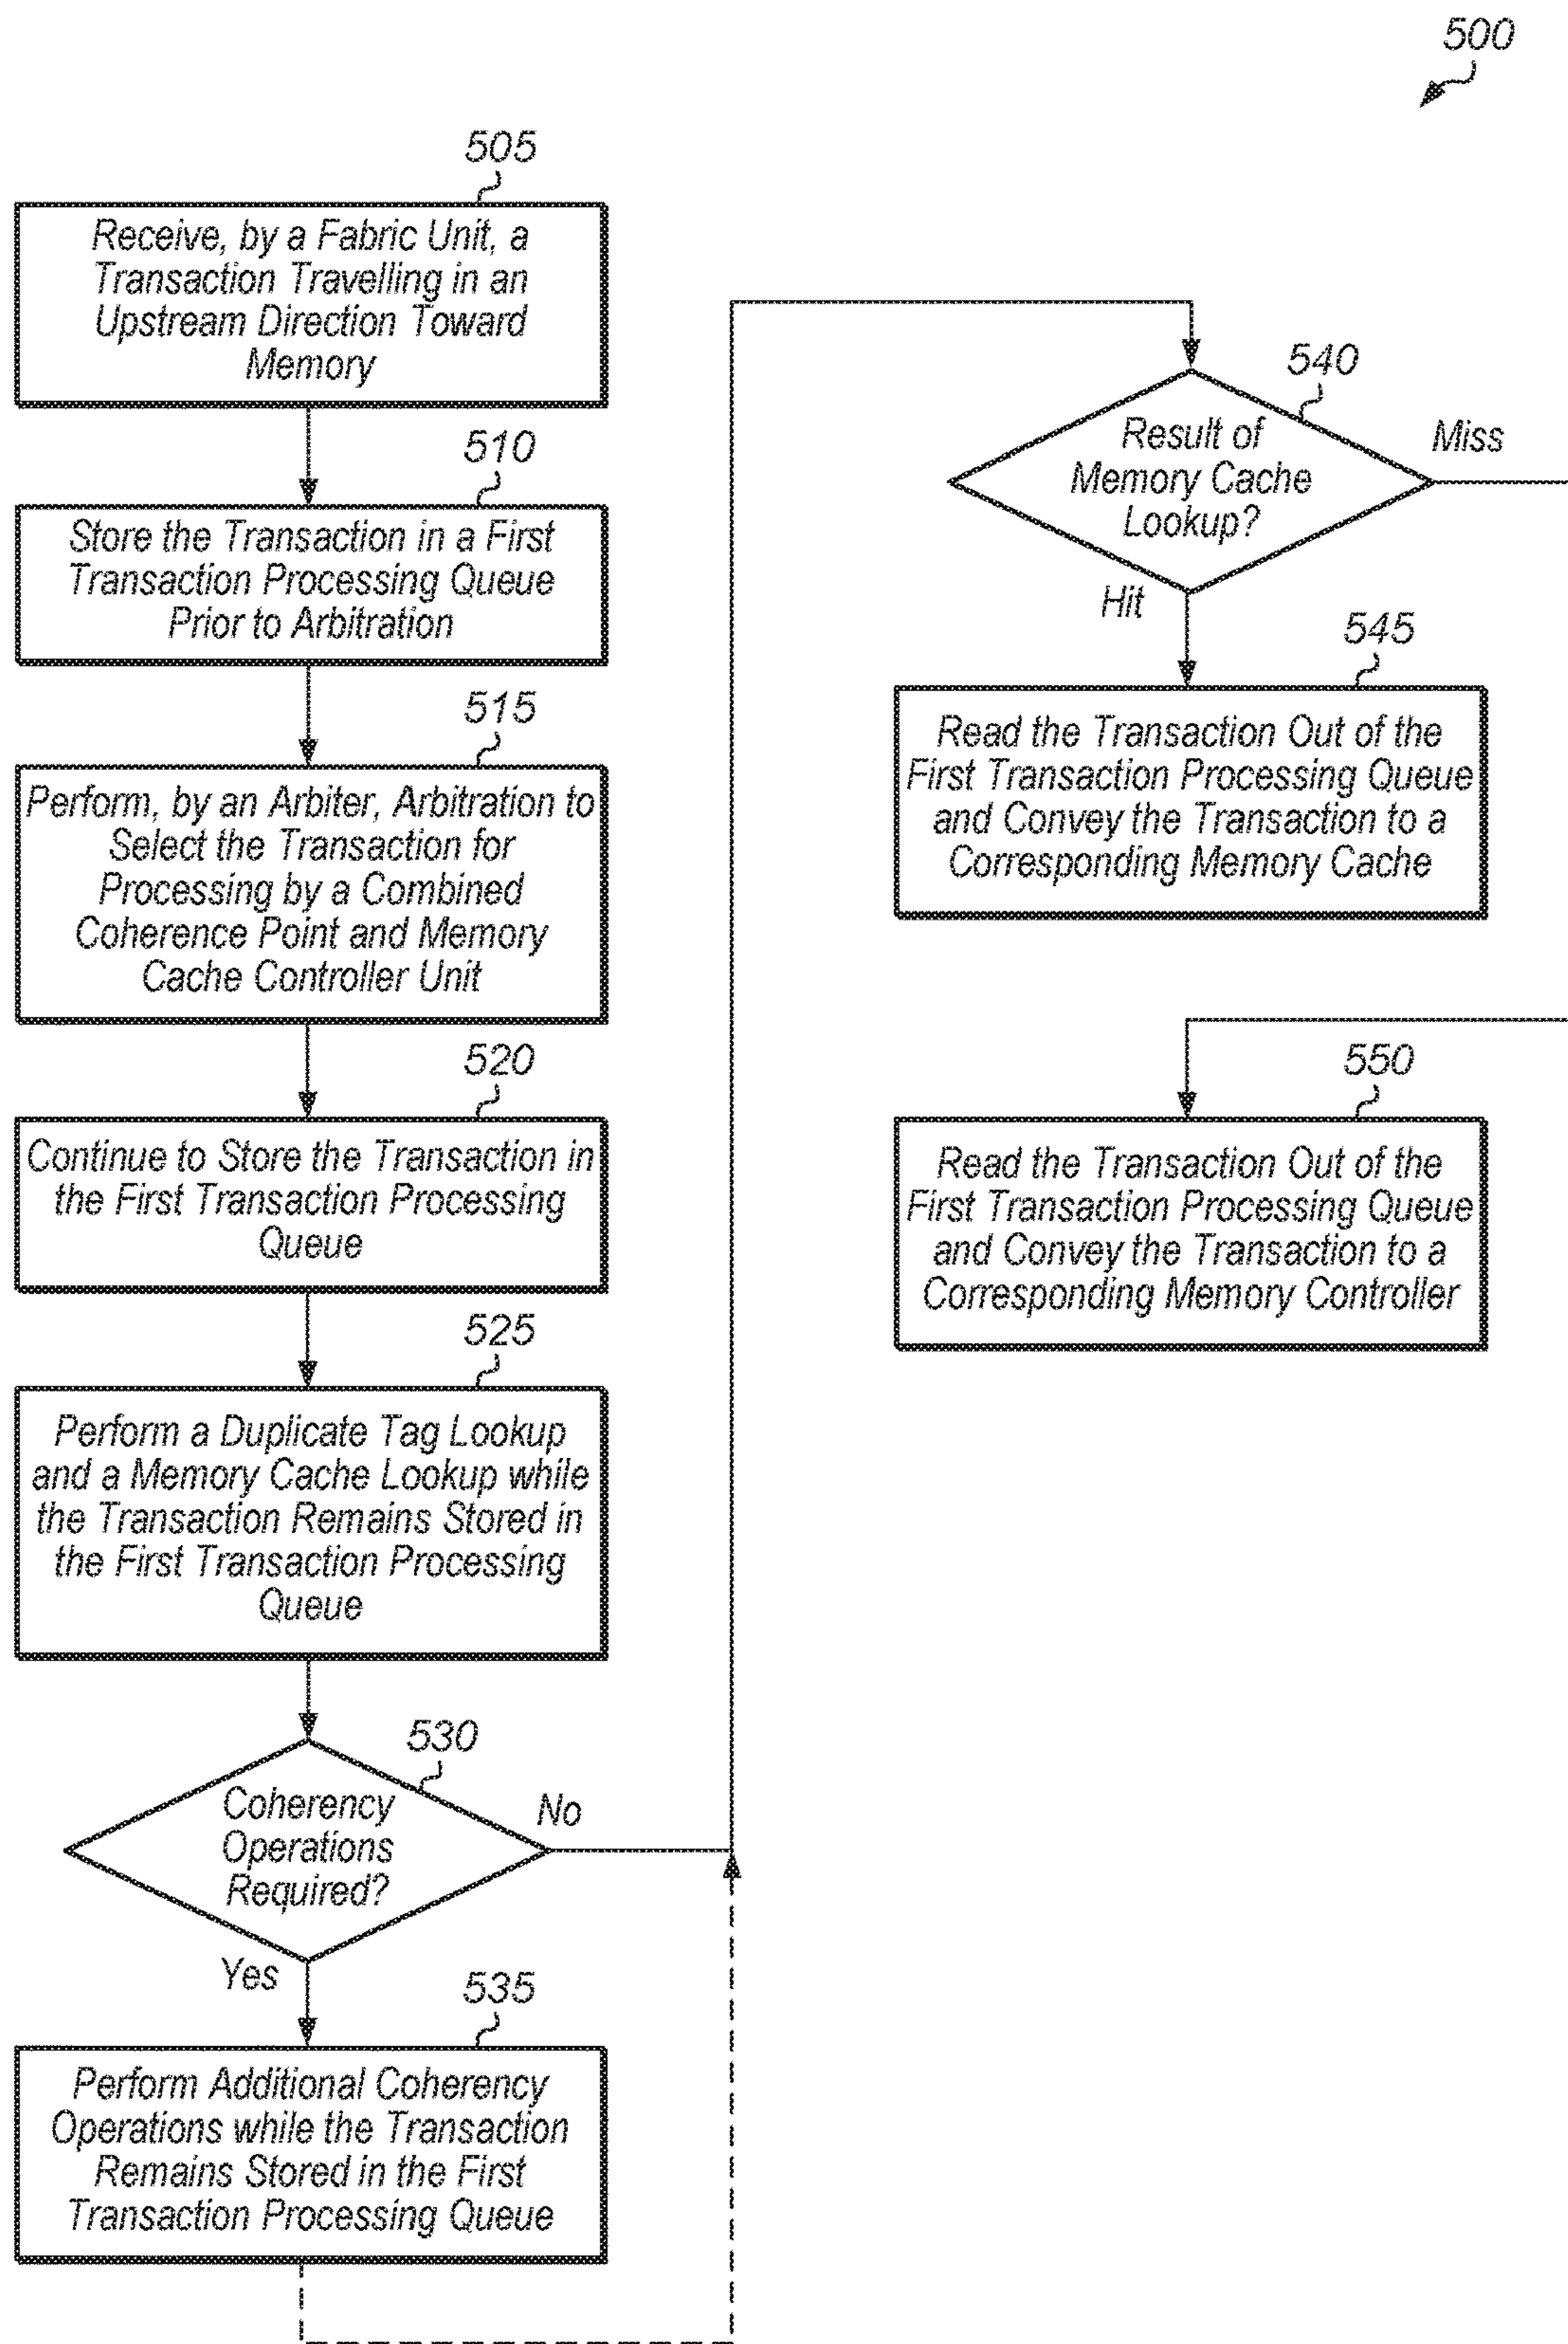 500
505
Receive, by a Fabric Unit, a
Transaction Travelling in an
Upstream Direction Toward
Memory
510
Store the Transaction in a First
Transaction Processing Queue
Prior to Arbitration
515
Perform, by an Arbiter, Arbitration to
Select the Transaction for
Processing by a Combined
Coherence Point and Memory
Cache Controller Unit
520
Continue to Store the Transaction in
the First Transaction Processing
Queue
525
Perform a Duplicate Tag Lookup
and a Memory Cache Lookup while
the Transaction Remains Stored in
the First Transaction Processing
Queue
530
Coherency
Operations
Required?
No
Yes
535
Perform Additional Coherency
Operations while the Transaction
Remains Stored in the First
Transaction Processing Queue
540
Result of
Memory Cache
Lookup?
Miss
Hit
545
Read the Transaction Out of the
First Transaction Processing Queue
and Convey the Transaction to a
Corresponding Memory Cache
550
Read the Transaction Out of the
First Transaction Processing Queue
and Convey the Transaction to a
Corresponding Memory Controller